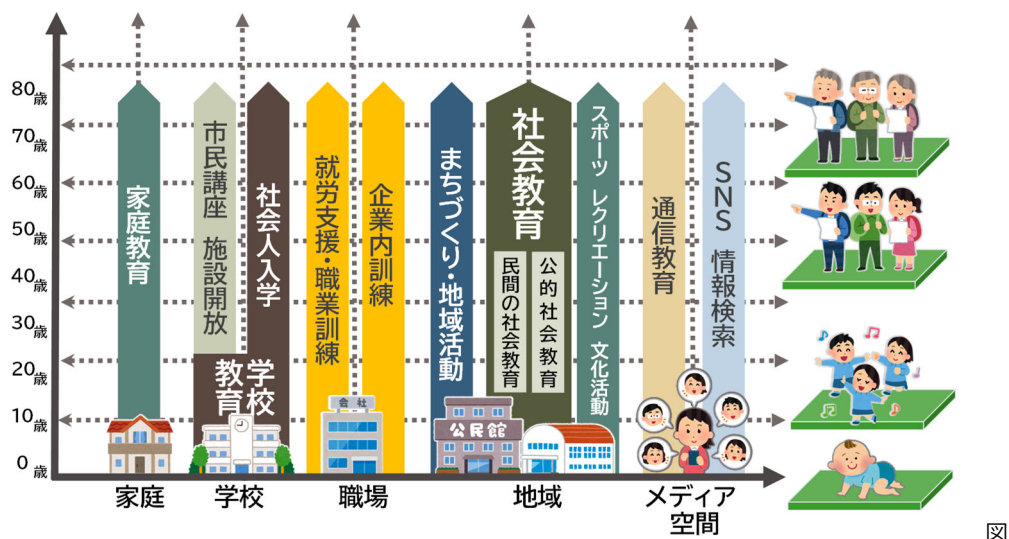 80歳
70歳
60歳
50歳
40歳
30歳
20歳
10歳
0歳
家庭教育
市民講座 施設開放
社会人入学
学校
教育
就労支援・職業訓練
企業内訓練
まちづくり・地域活動
社会教育
公的社会教育
民間の社会教育
スポーツ レクリエーション 文化活動
通信教育
SNS 情報検索
会社
公民館
家庭
学校
職場
地域
メディア
空間
図